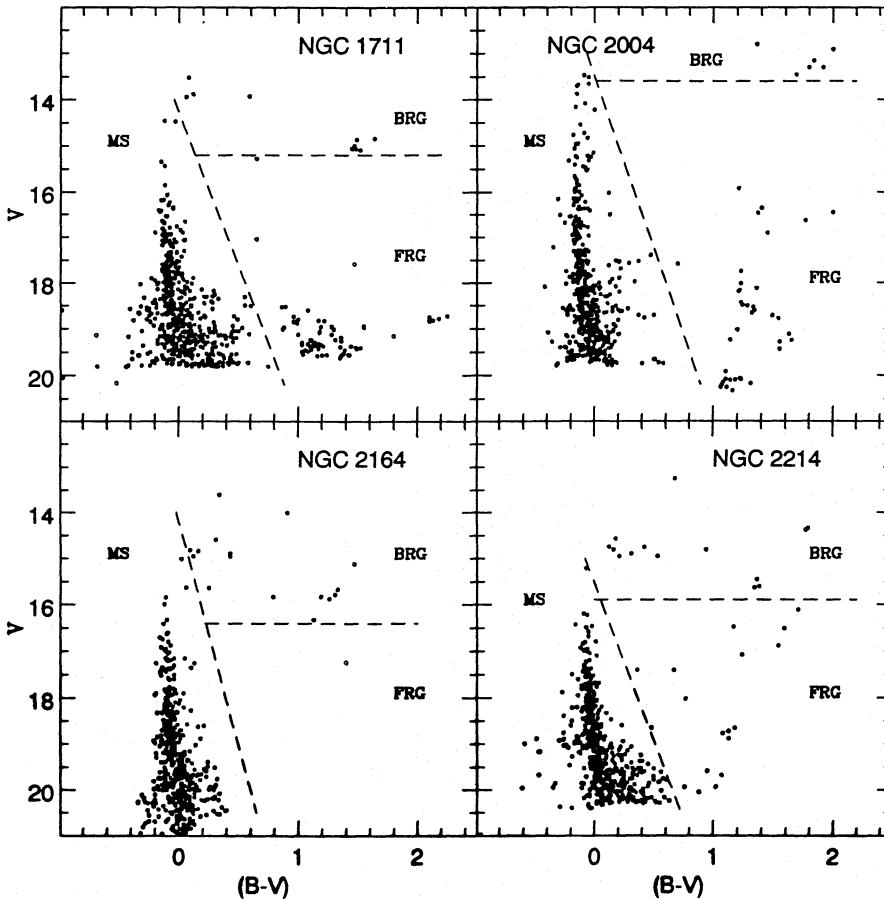 NGC 1711
NGC 2004
BRG
MS
FRG
14
16
18
20
V
BRG
MS
FRG
NGC 2164
NGC 2214
BRG
MS
FRG
14
16
18
20
V
BRG
MS
FRG
0
1
2
0
1
2
(B-V)
(B-V)